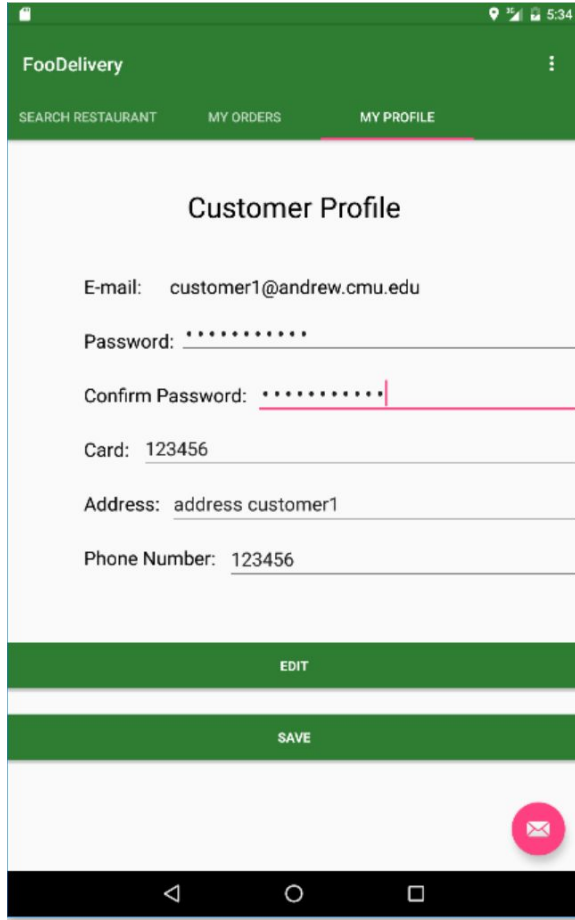 3G 5:34
FooDelivery
SEARCH RESTAURANT MY ORDERS MY PROFILE
Customer Profile
E-mail: customer1@andrew.cmu.edu
Password: •••••••••••
Confirm Password: •••••••••••
Card: 123456
Address: address customer1
Phone Number: 123456
EDIT
SAVE